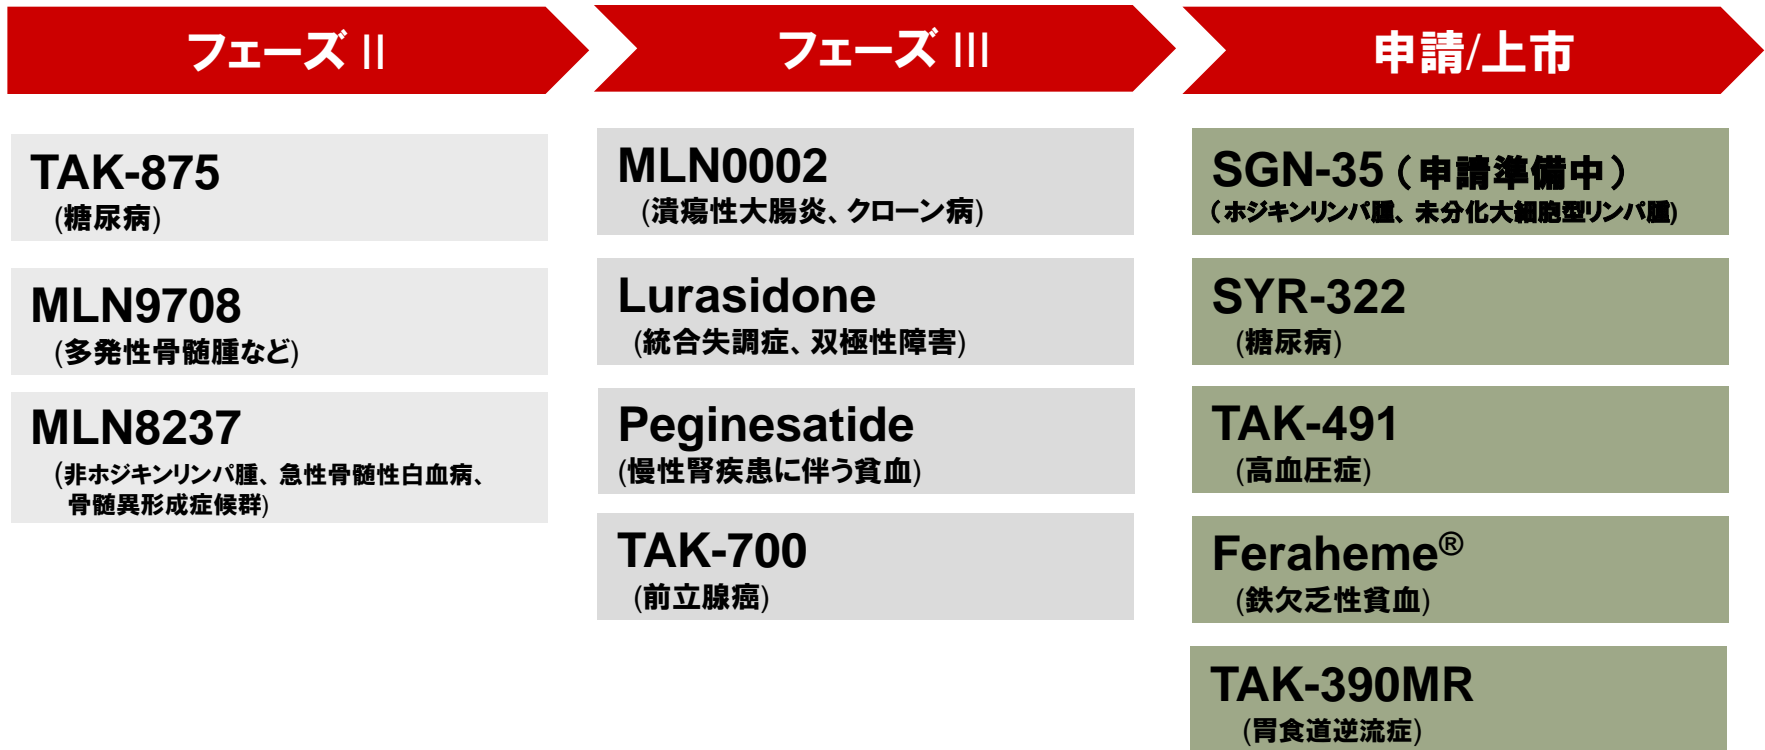 フェーズ II
TAK-875
(糖尿病)
MLN9708
(多発性骨髄腫など)
MLN8237
(非ホジキンリンパ腫、急性骨髄性白血病、
骨髄異形成症候群)
フェーズ III
MLN0002
(潰瘍性大腸炎、クローン病)
Lurasidone
(統合失調症、双極性障害)
Peginesatide
(慢性腎疾患に伴う貧血)
TAK-700
(前立腺癌)
申請/上市
SGN-35（申請準備中）
（ホジキンリンパ腫、未分化大細胞型リンパ腫)
SYR-322
(糖尿病)
TAK-491
(高血圧症)
Feraheme®
(鉄欠乏性貧血)
TAK-390MR
(胃食道逆流症)